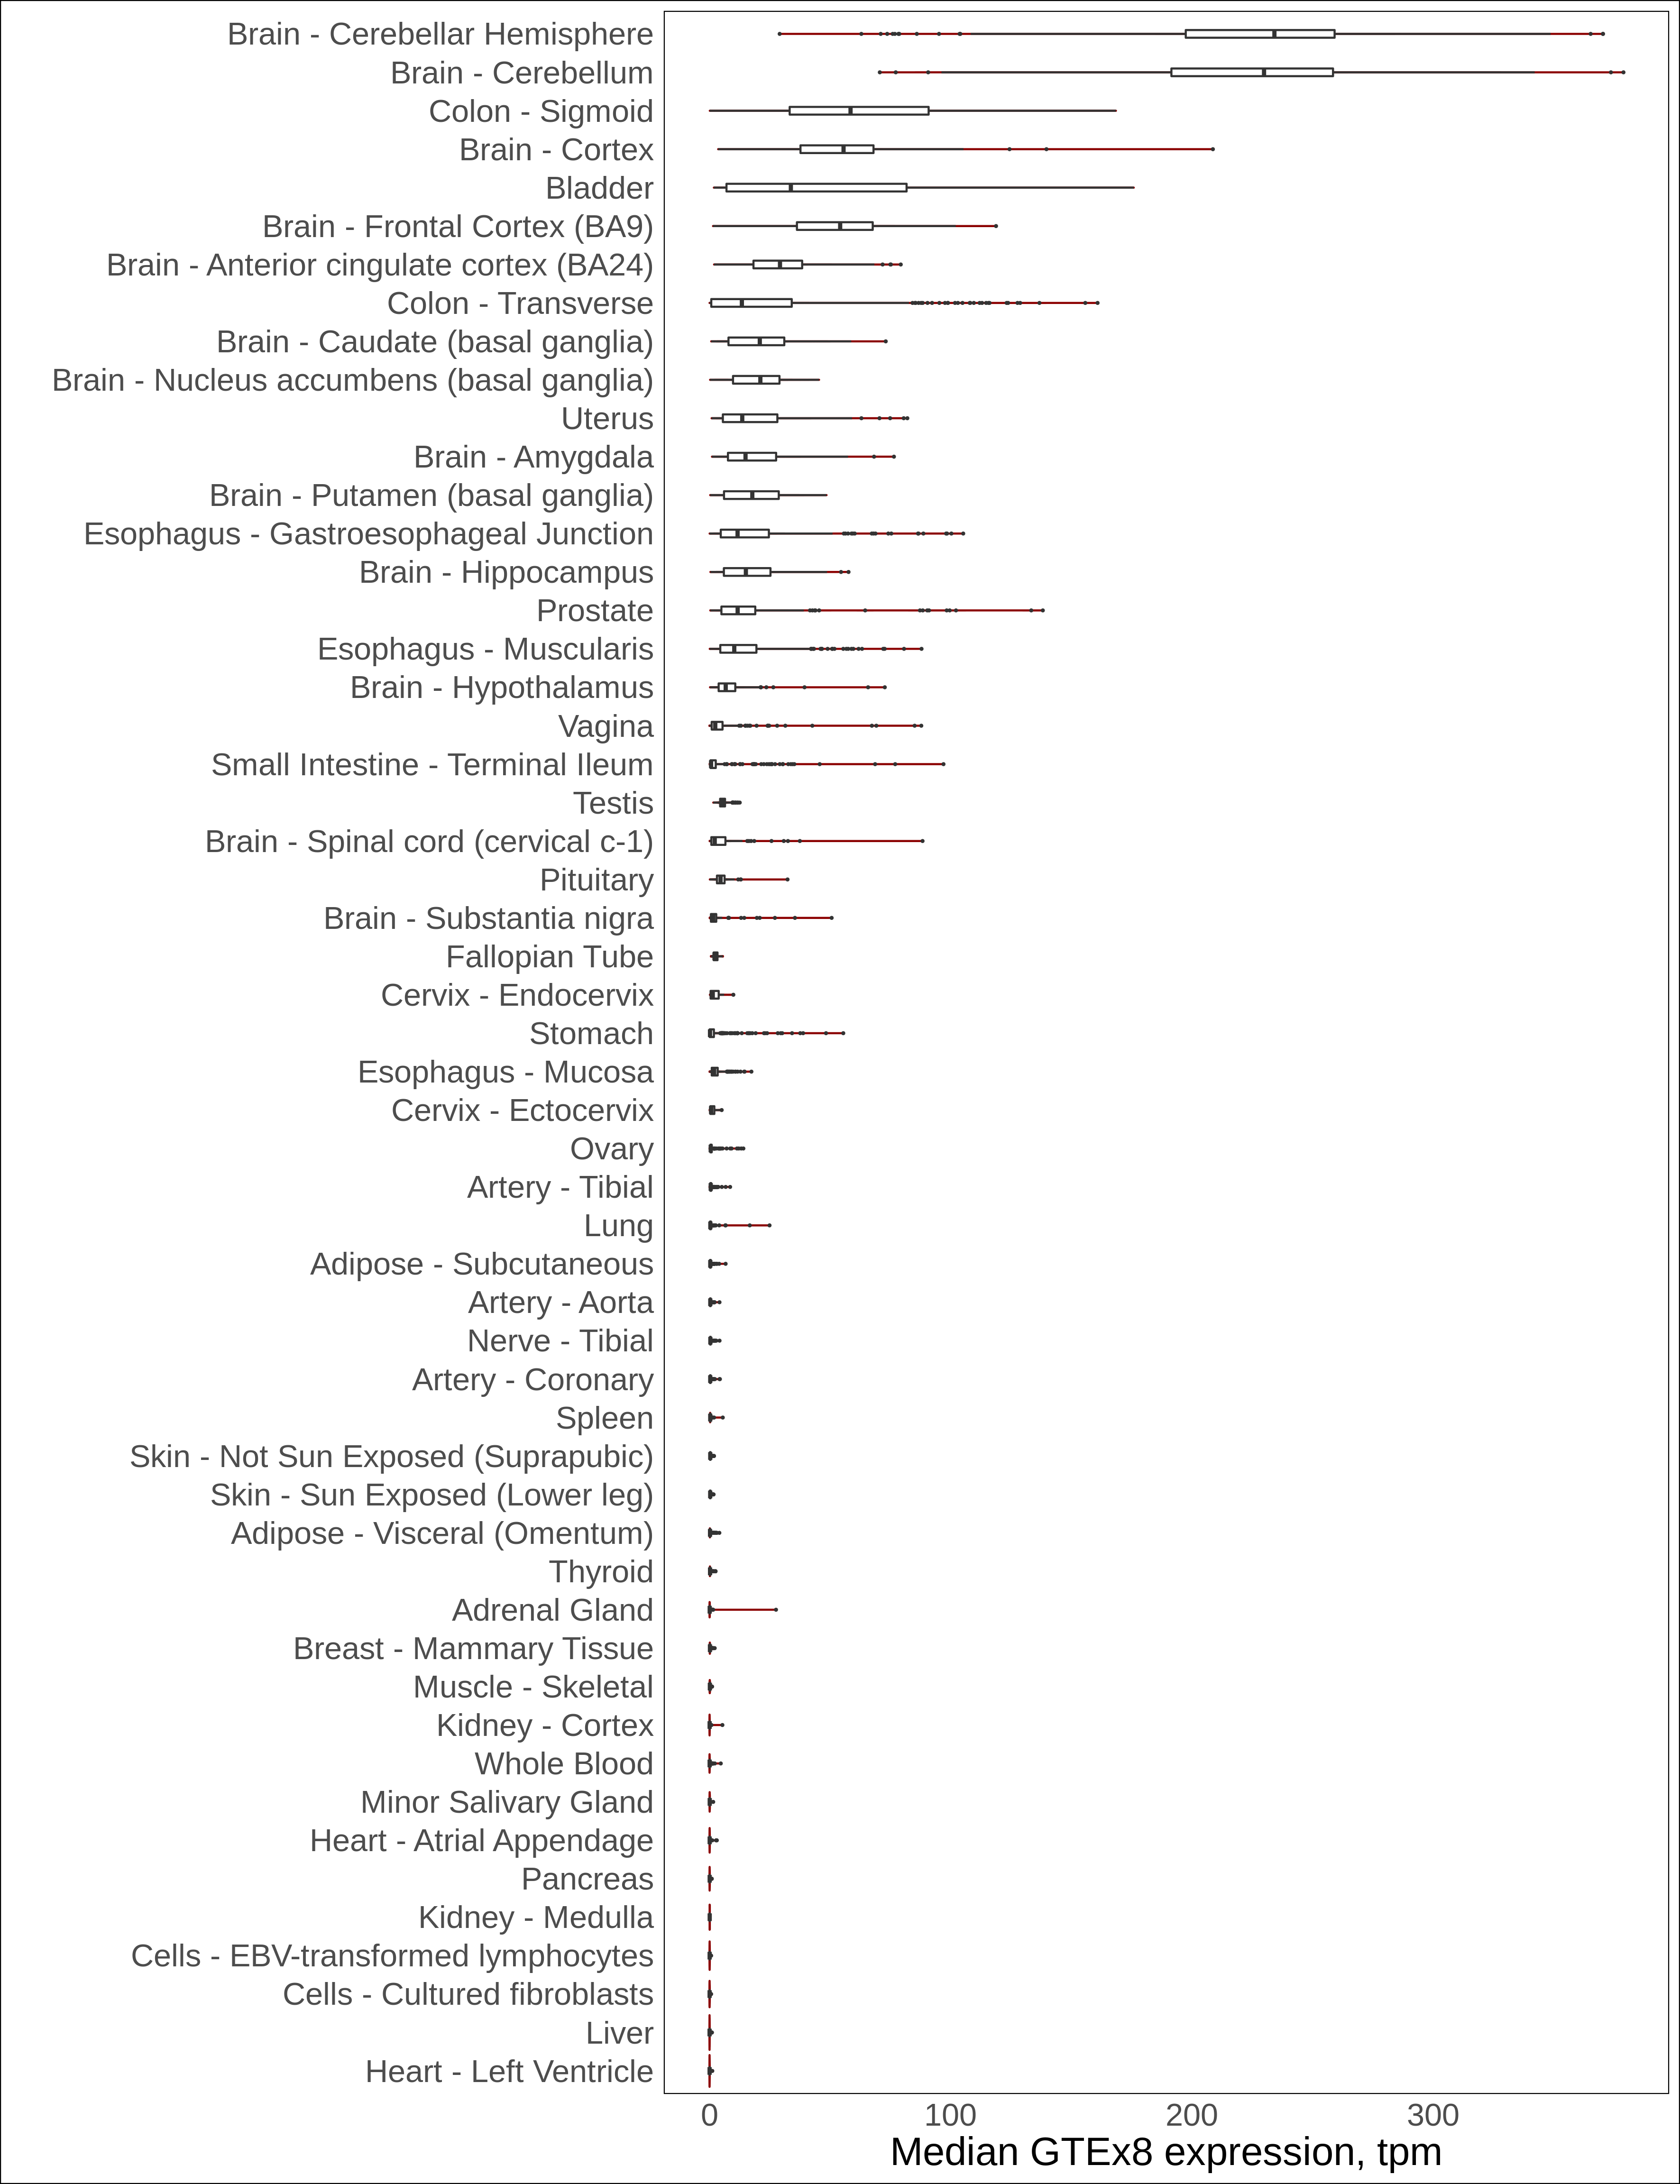 Brain - Cerebellar Hemisphere
Brain - Cerebellum
Colon - Sigmoid
Brain - Cortex
Bladder
Brain - Frontal Cortex (BA9)
Brain - Anterior cingulate cortex (BA24)
Colon - Transverse
Brain - Caudate (basal ganglia)
Brain - Nucleus accumbens (basal ganglia)
Uterus
Brain - Amygdala
Brain - Putamen (basal ganglia)
Esophagus - Gastroesophageal Junction
Brain - Hippocampus
Prostate
Esophagus - Muscularis
Brain - Hypothalamus
Vagina
Small Intestine - Terminal Ileum
Testis
Brain - Spinal cord (cervical c-1)
Pituitary
Brain - Substantia nigra
Fallopian Tube
Cervix - Endocervix
Stomach
Esophagus - Mucosa
Cervix - Ectocervix
Ovary
Artery - Tibial
Lung
Adipose - Subcutaneous
Artery - Aorta
Nerve - Tibial
Artery - Coronary
Spleen
Skin - Not Sun Exposed (Suprapubic)
Skin - Sun Exposed (Lower leg)
Adipose - Visceral (Omentum)
Thyroid
Adrenal Gland
Breast - Mammary Tissue
Muscle - Skeletal
Kidney - Cortex
Whole Blood
Minor Salivary Gland
Heart - Atrial Appendage
Pancreas
Kidney - Medulla
Cells - EBV-transformed lymphocytes
Cells - Cultured fibroblasts
Liver
Heart - Left Ventricle
0 100 200 300
Median GTEx8 expression, tpm